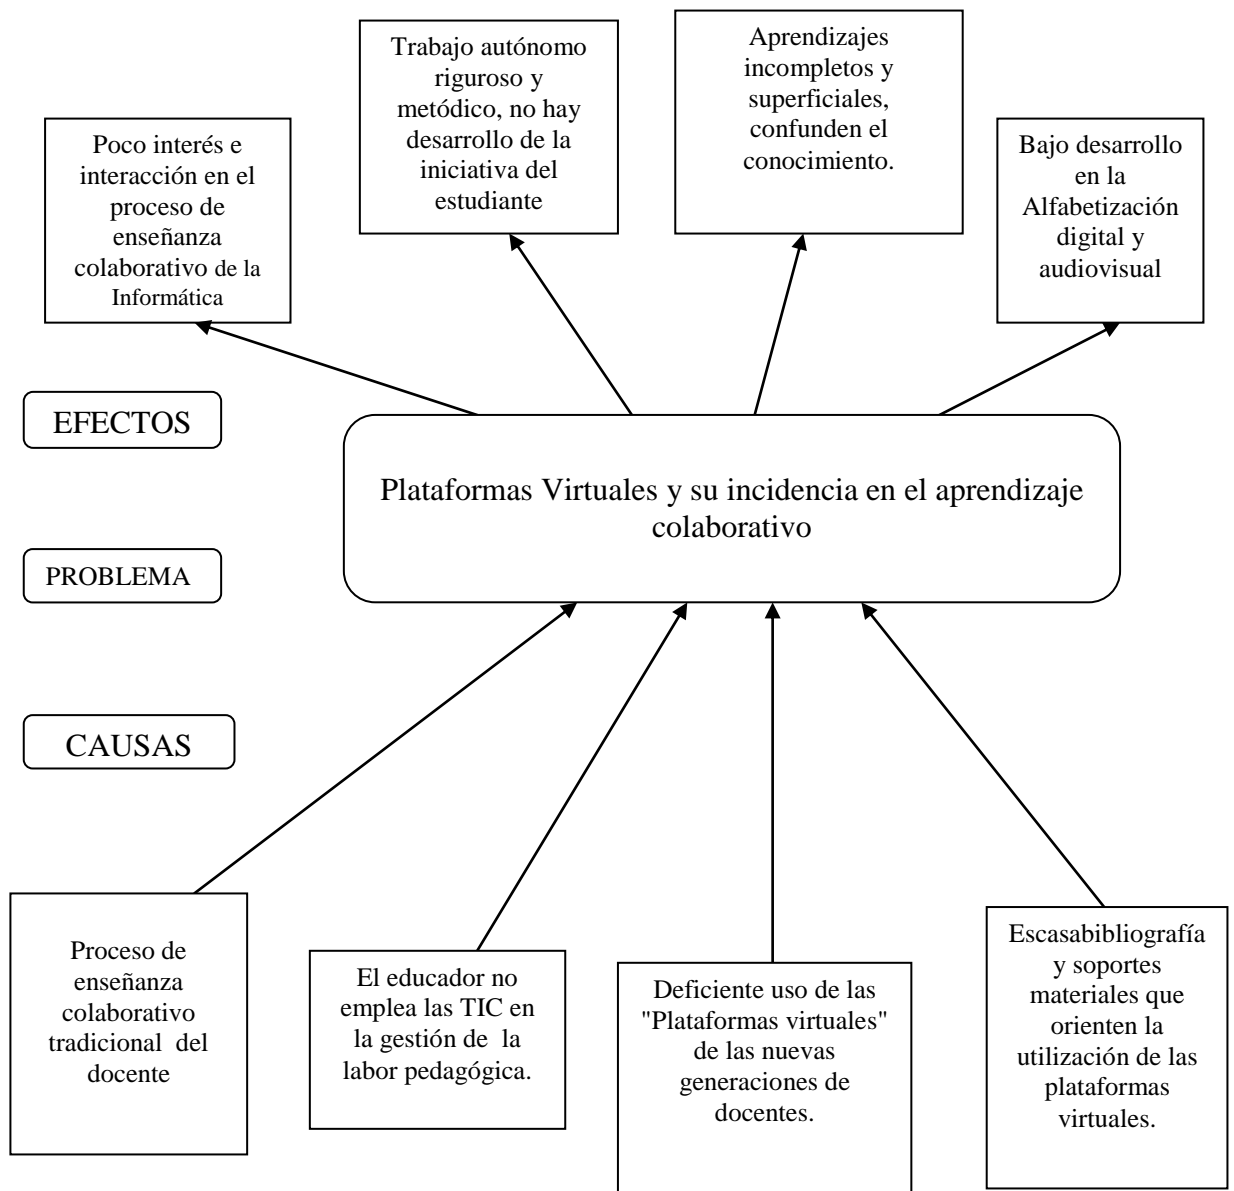 Poco interés e
interacción en el
proceso de
enseñanza
colaborativo de la
Informática
Trabajo autónomo
riguroso y
metódico, no hay
desarrollo de la
iniciativa del
estudiante
Aprendizajes
incompletos y
superficiales,
confunden el
conocimiento.
Bajo desarrollo
en la
Alfabetización
digital y
audiovisual
EFECTOS
Plataformas Virtuales y su incidencia en el aprendizaje
colaborativo
PROBLEMA
CAUSAS
Proceso de
enseñanza
colaborativo
tradicional del
docente
El educador no
emplea las TIC en
la gestión de la
labor pedagógica.
Deficiente uso de las
"Plataformas virtuales"
de las nuevas
generaciones de
docentes.
Escasabibliografía
y soportes
materiales que
orienten la
utilización de las
plataformas
virtuales.